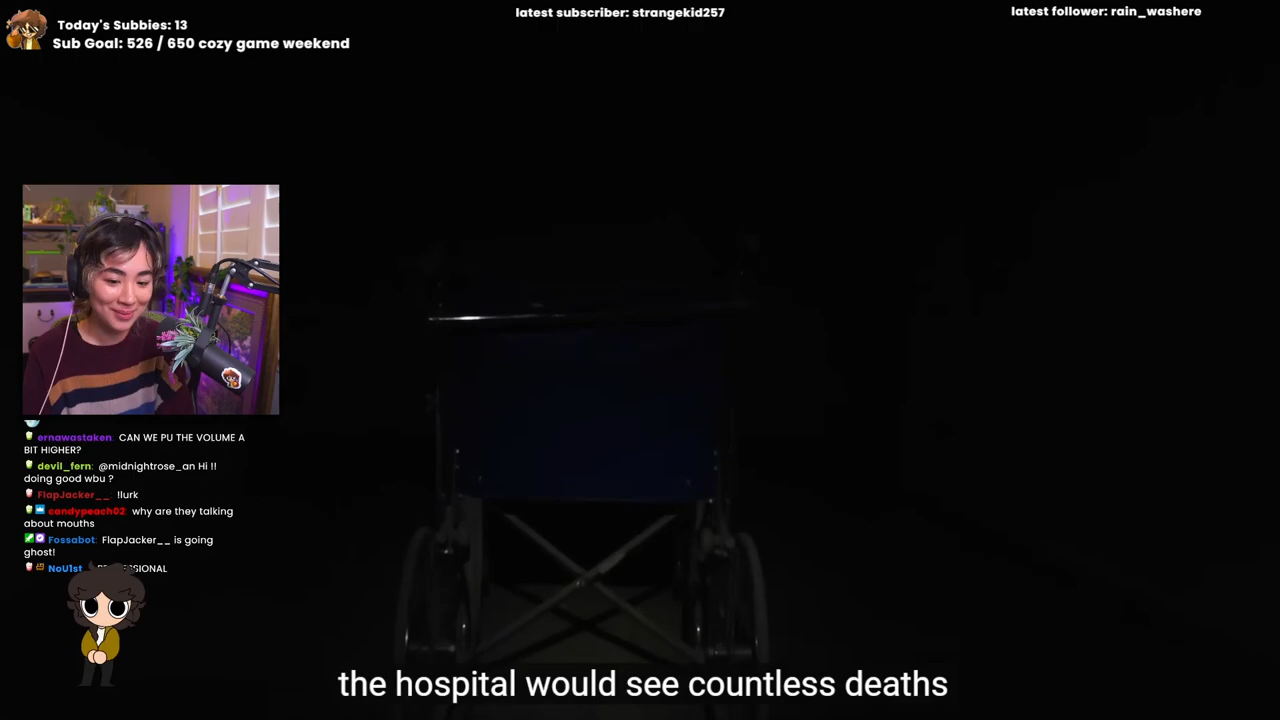 Today's Subbies: 13
Sub Goal: 526 / 650 cozy game weekend
latest subscriber: strangekid257
latest follower: rain_washere
ernawastaken: CAN WE PU THE VOLUME A
BIT HIGHER?
devil_fern: @midnightrose_an Hi !!
doing good wbu ?
FlapJacker__ !lurk
candypeach02: why are they talking
about mouths
Fossabot: FlapJacker__ is going
ghost!
NoU1st
the hospital would see countless deaths